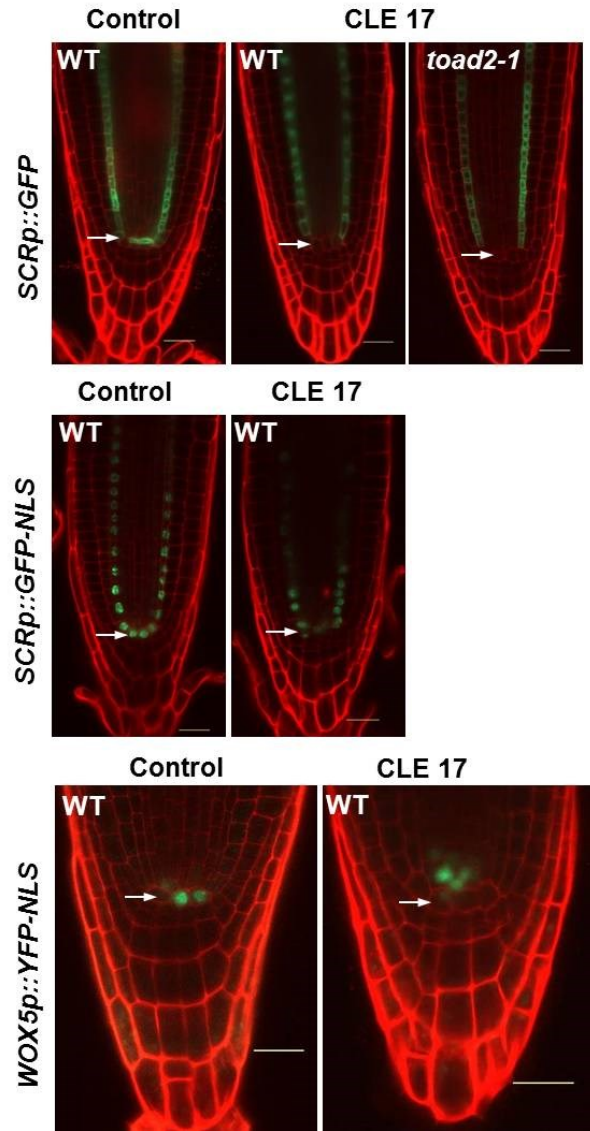 Control CLE 17
WT WT toad2-1
SCRp::GFP
Control CLE 17
WT WT
SCRp::GFP-NLS
Control CLE 17
WT WT
WOX5p::YFP-NLS